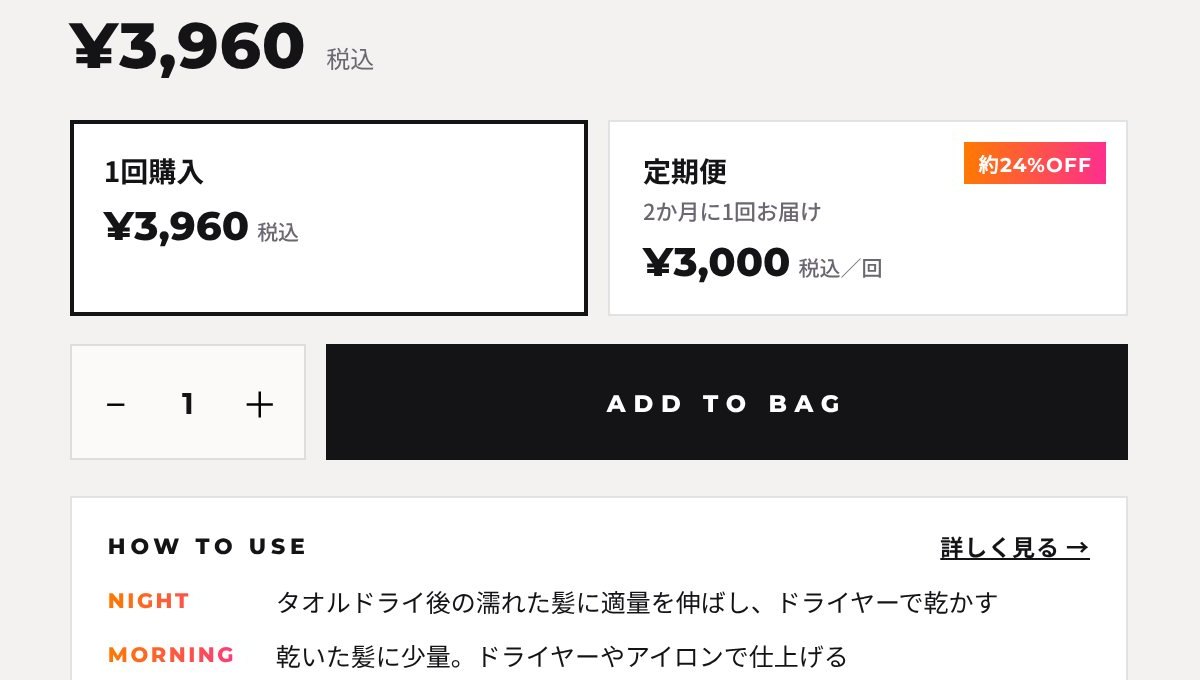 ¥3,960 税込
1回購入
¥3,960 税込
定期便
約24%OFF
2か月に1回お届け
¥3,000 税込／回
− 1 +
ADD TO BAG
HOW TO USE
詳しく見る →
NIGHT タオルドライ後の濡れた髪に適量を伸ばし、ドライヤーで乾かす
MORNING 乾いた髪に少量。ドライヤーやアイロンで仕上げる